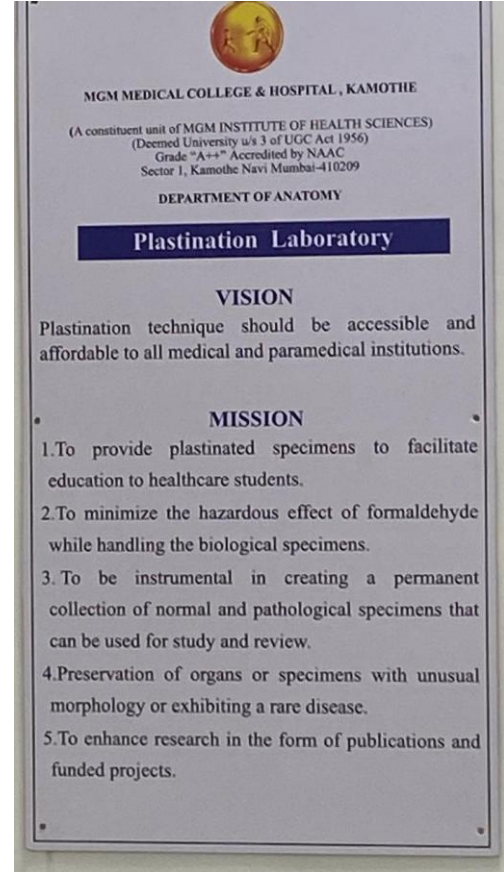 MGM MEDICAL COLLEGE & HOSPITAL , KAMOTHE
(A constituent unit of MGM INSTITUTE OF HEALTH SCIENCES)
(Deemed University u/s 3 of UGC Act 1956)
Grade "A++" Accredited by NAAC
Sector 1, Kamothe Navi Mumbai-410209
DEPARTMENT OF ANATOMY
Plastination Laboratory
VISION
Plastination technique should be accessible and
affordable to all medical and paramedical institutions.
MISSION
1.To provide plastinated specimens to facilitate
education to healthcare students.
2.To minimize the hazardous effect of formaldehyde
while handling the biological specimens.
3. To be instrumental in creating a permanent
collection of normal and pathological specimens that
can be used for study and review.
4.Preservation of organs or specimens with unusual
morphology or exhibiting a rare disease.
5.To enhance research in the form of publications and
funded projects.